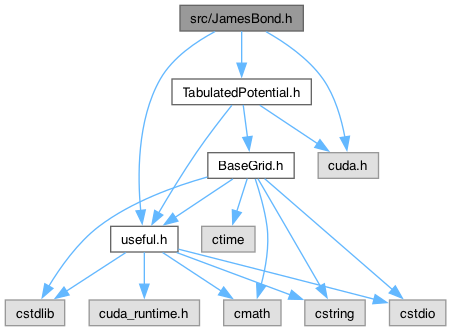 src/JamesBond.h
TabulatedPotential.h
BaseGrid.h
cuda.h
useful.h
ctime
cstdlib
cuda_runtime.h
cmath
cstring
cstdio